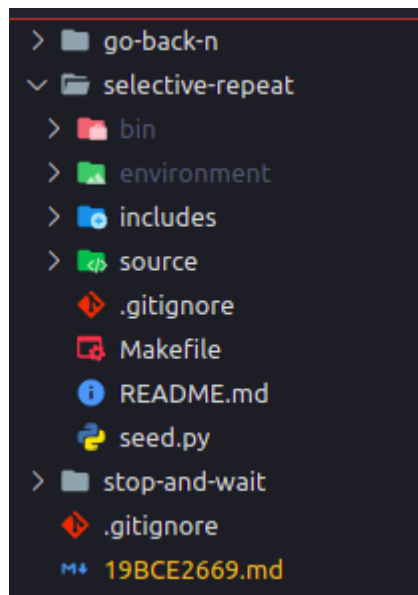 go-back-n
selective-repeat
bin
environment
includes
source
.gitignore
Makefile
README.md
seed.py
stop-and-wait
.gitignore
M↓ 19BCE2669.md